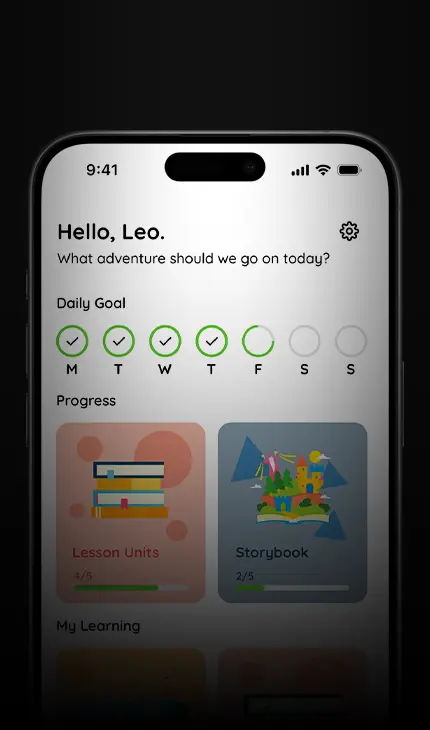 9:41
Hello, Leo.
What adventure should we go on today?
Daily Goal
M T W T F S S
Progress
Lesson Units
4/5
Storybook
2/5
My Learning